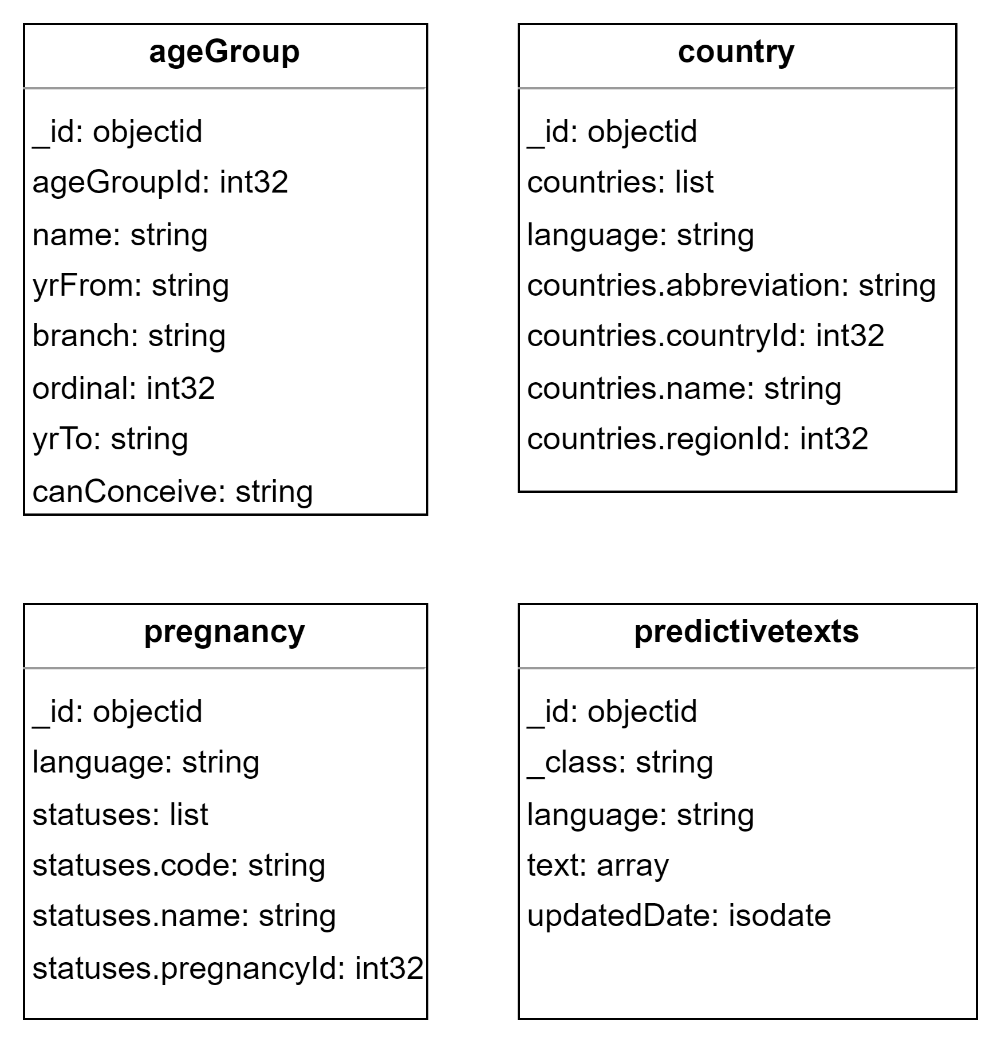 ageGroup
_id: objectid
ageGroupId: int32
name: string
yrFrom: string
branch: string
ordinal: int32
yrTo: string
canConceive: string
country
_id: objectid
countries: list
language: string
countries.abbreviation: string
countries.countryId: int32
countries.name: string
countries.regionId: int32
pregnancy
_id: objectid
language: string
statuses: list
statuses.code: string
statuses.name: string
statuses.pregnancyId: int32
predictivetexts
_id: objectid
_class: string
language: string
text: array
updatedDate: isodate